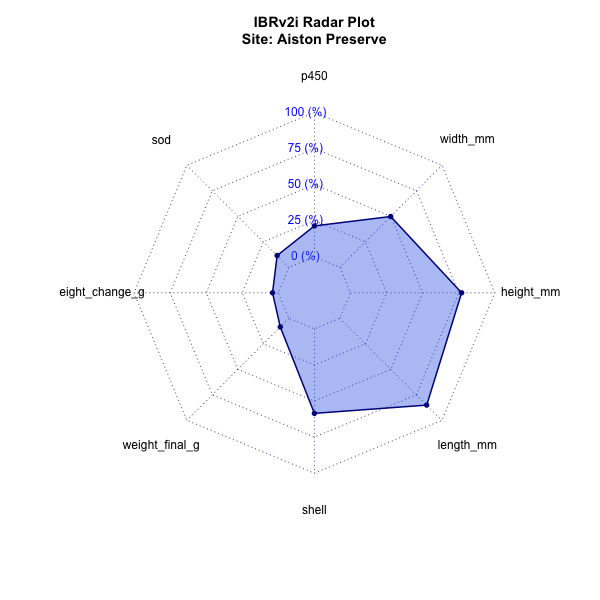 IBRv2i Radar Plot
Site: Aiston Preserve
p450
100 (%)
sod
width_mm
75 (%)
50 (%)
25 (%)
0 (%)
eight_change_g
height_mm
weight_final_g
length_mm
shell